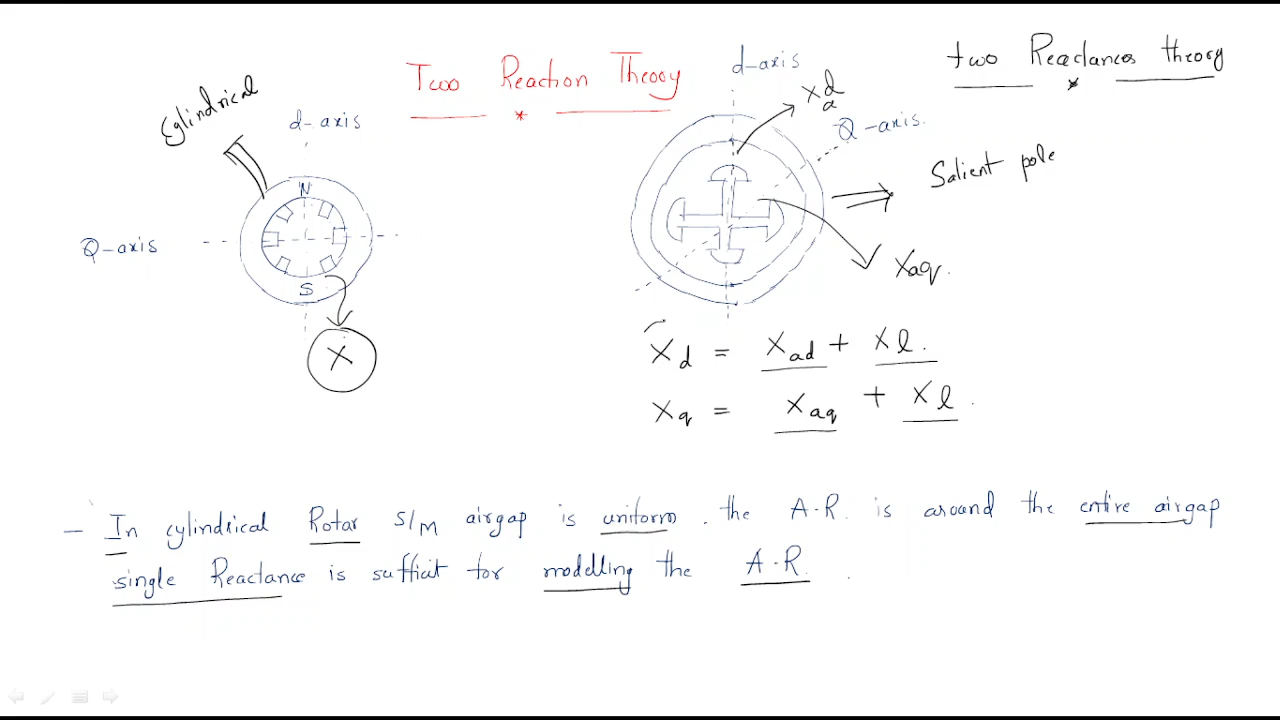 Two Reaction Theory
two Reactances theory
Cylindrical
d-axis
Q-axis
N
S
X
d-axis
Xad
Q-axis.
Salient pole
Xaq.
Xd = Xad + Xl.
Xq = Xaq + Xl.
- In cylindrical Rotar S/M airgap is uniform. the A.R. is around the entire airgap
single Reactance is sufficit for modelling the A.R.